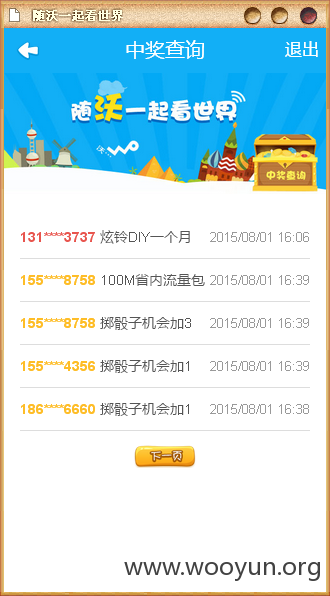 随沃一起看世界
中奖查询 退出
随沃一起看世界
沃...
中奖查询
131****3737 炫铃DIY一个月 2015/08/01 16:06
155****8758 100M省内流量包 2015/08/01 16:39
155****8758 掷骰子机会加3 2015/08/01 16:39
155****4356 掷骰子机会加1 2015/08/01 16:39
186****6660 掷骰子机会加1 2015/08/01 16:38
下一页
www.wooyun.org